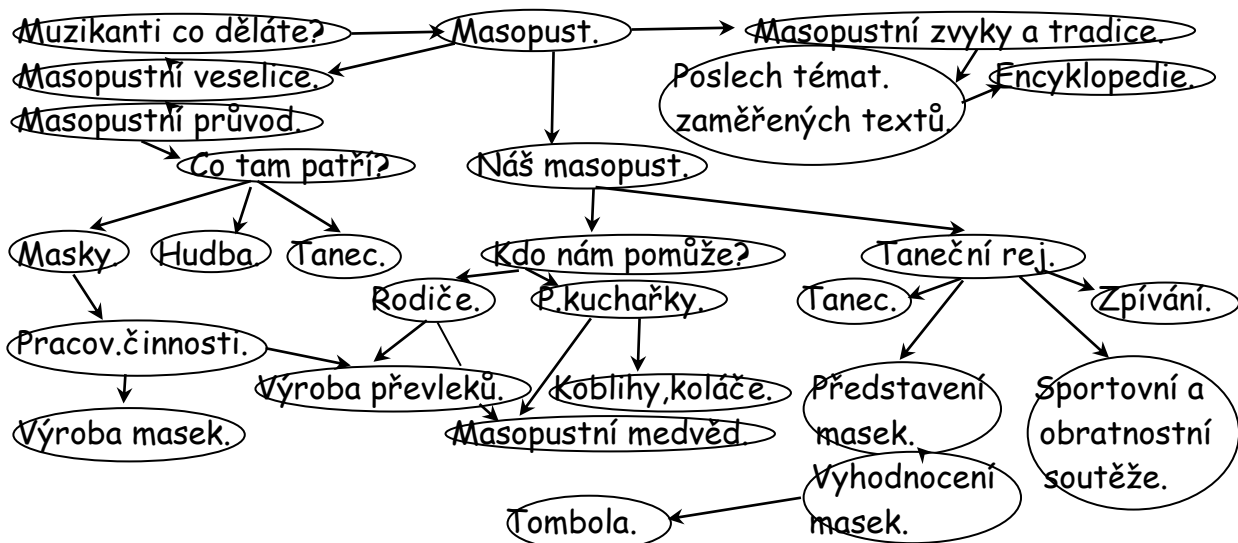 Muzikanti co děláte?
Masopust.
Masopustní zvyky a tradice.
Masopustní veselice.
Poslech témat.
zaměřených textů.
Encyklopedie.
Masopustní průvod.
Co tam patří?
Náš masopust.
Masky.
Hudba.
Tanec.
Kdo nám pomůže?
Taneční rej.
Rodiče.
P.kuchařky.
Tanec.
Zpívání.
Pracov.činnosti.
Výroba převleků.
Koblihy,koláče.
Představení
masek.
Sportovní a
obratnostní
soutěže.
Výroba masek.
Masopustní medvěd.
Vyhodnocení
masek.
Tombola.